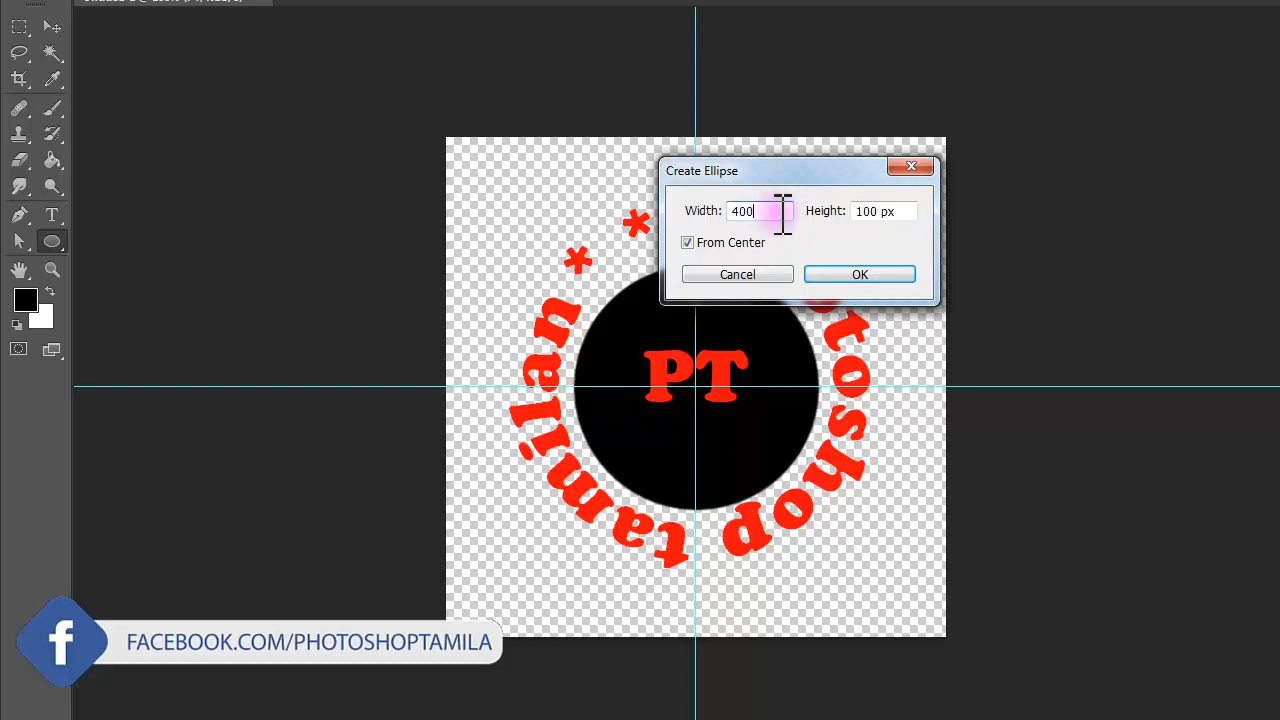 Create Ellipse
Width: 400
Height: 100 px
From Center
Cancel
OK
* *
toshop tamilan
PT
T
f
FACEBOOK.COM/PHOTOSHOPTAMILA